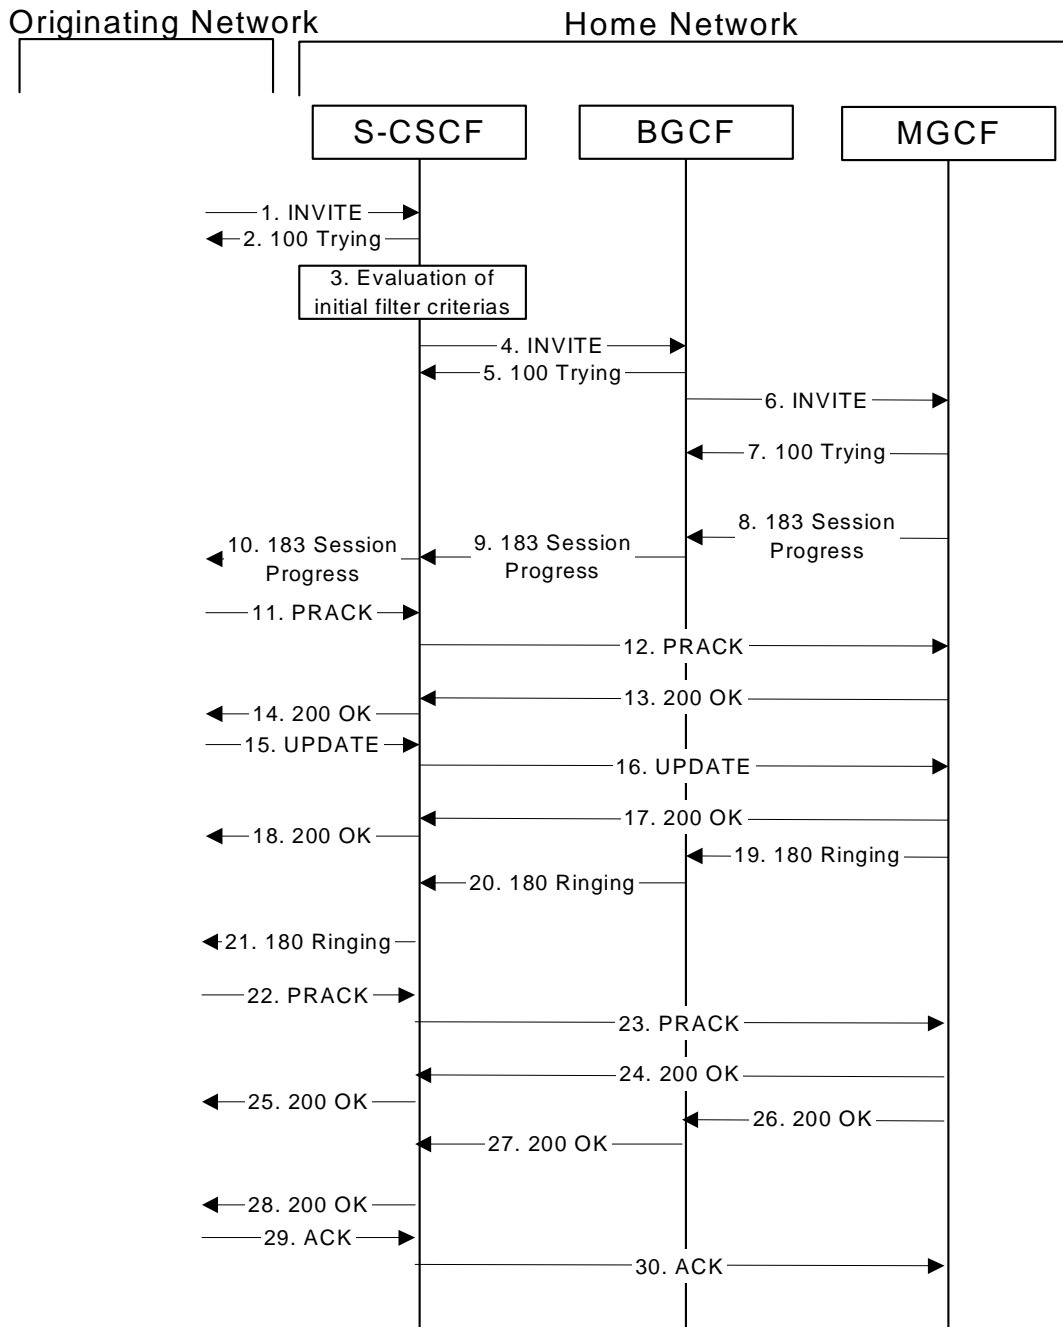 Originating Network
Home Network
S-CSCF
BGCF
MGCF
1. INVITE
2. 100 Trying
3. Evaluation of
initial filter criterias
4. INVITE
5. 100 Trying
6. INVITE
7. 100 Trying
8. 183 Session
Progress
9. 183 Session
Progress
10. 183 Session
Progress
11. PRACK
12. PRACK
13. 200 OK
14. 200 OK
15. UPDATE
16. UPDATE
17. 200 OK
18. 200 OK
19. 180 Ringing
20. 180 Ringing
21. 180 Ringing
22. PRACK
23. PRACK
24. 200 OK
25. 200 OK
26. 200 OK
27. 200 OK
28. 200 OK
29. ACK
30. ACK